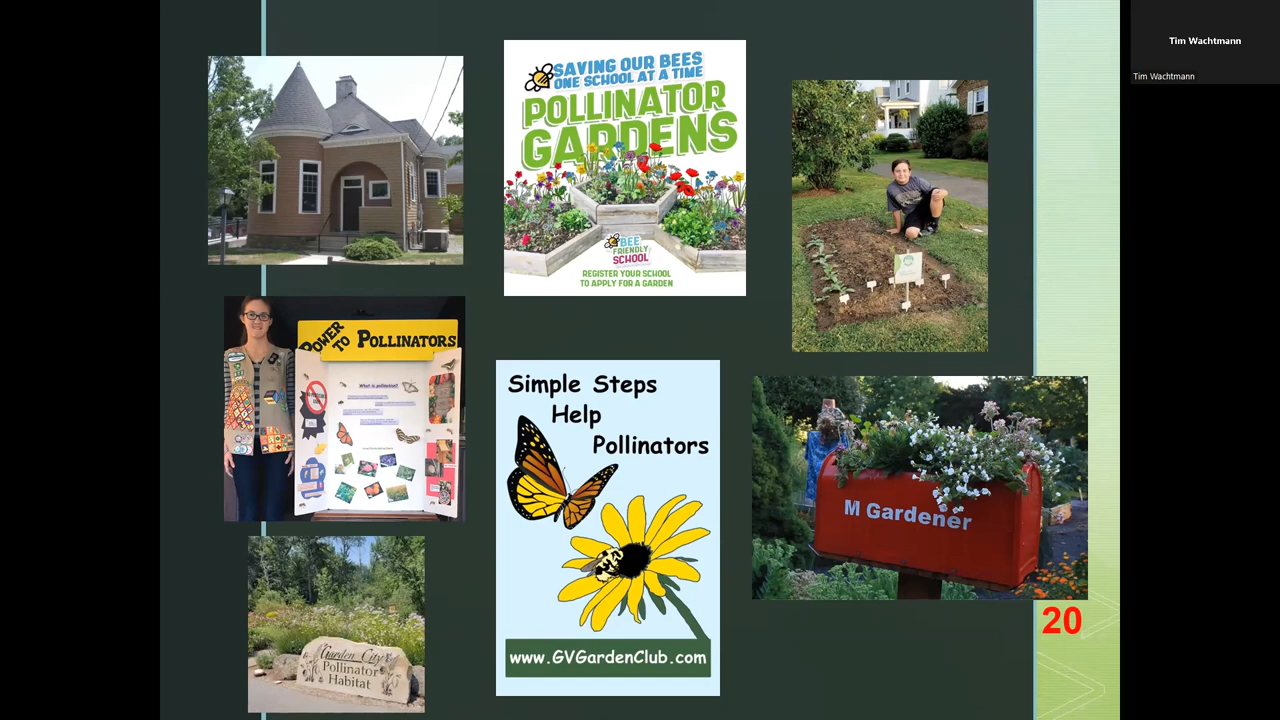 SAVING OUR BEES
ONE SCHOOL AT A TIME
POLLINATOR
GARDENS
BEE
FRIENDLY
SCHOOL
REGISTER YOUR SCHOOL
TO APPLY FOR A GARDEN
POWER
TO POLLINATORS
What is pollination?
Simple Steps
Help
Pollinators
www.GVGardenClub.com
M Gardener
Garden City
Pollinator
Habitat
20
Tim Wachtmann
Tim Wachtmann